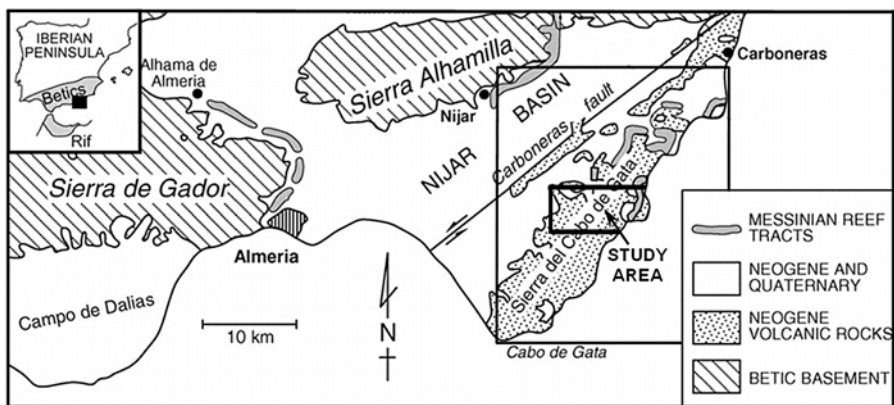 IBERIAN
PENINSULA
Betics
Rif
Alhama de
Almeria
Sierra Alhamilla
Carboneras
Nijar
NIJAR
BASIN
Carboneras fault
Sierra de Gador
Almeria
Campo de Dalias
10 km
N
Sierra del Cabo de Gata
STUDY
AREA
Cabo de Gata
MESSINIAN REEF
TRACTS
NEOGENE AND
QUATERNARY
NEOGENE
VOLCANIC ROCKS
BETIC BASEMENT